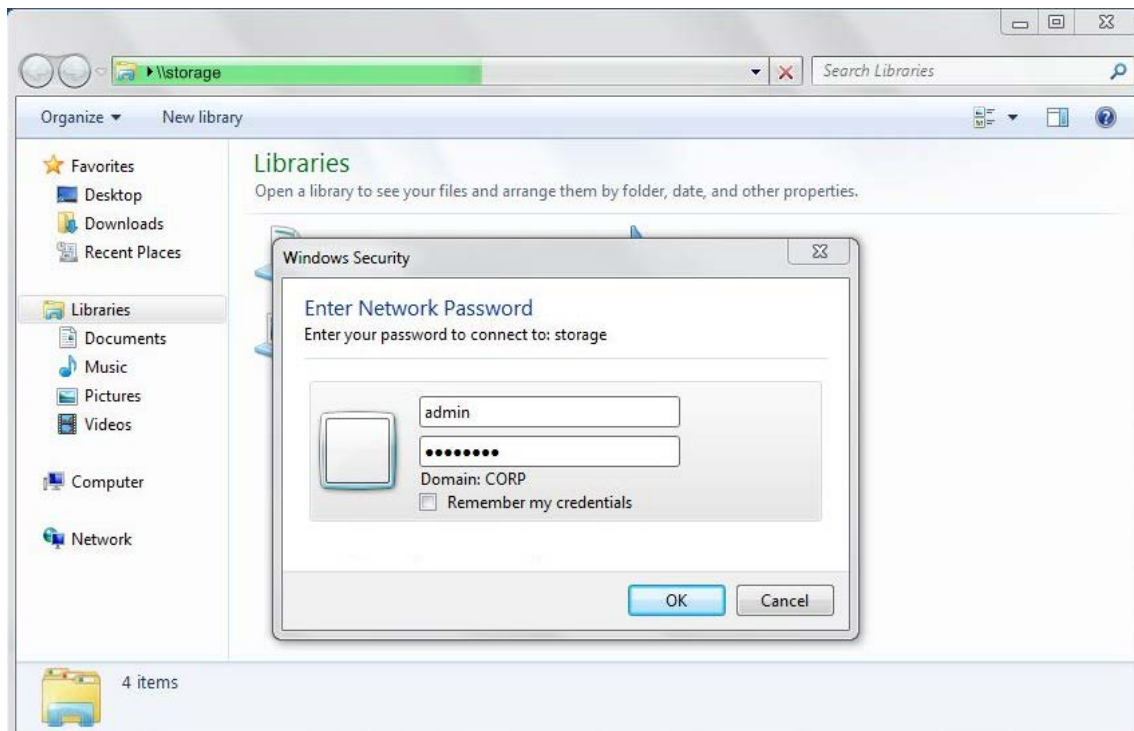 \\storage
Search Libraries
Organize
New library
Favorites
Desktop
Downloads
Recent Places
Libraries
Documents
Music
Pictures
Videos
Computer
Network
Libraries
Open a library to see your files and arrange them by folder, date, and other properties.
Windows Security
Enter Network Password
Enter your password to connect to: storage
admin
••••••••
Domain: CORP
Remember my credentials
OK
Cancel
4 items